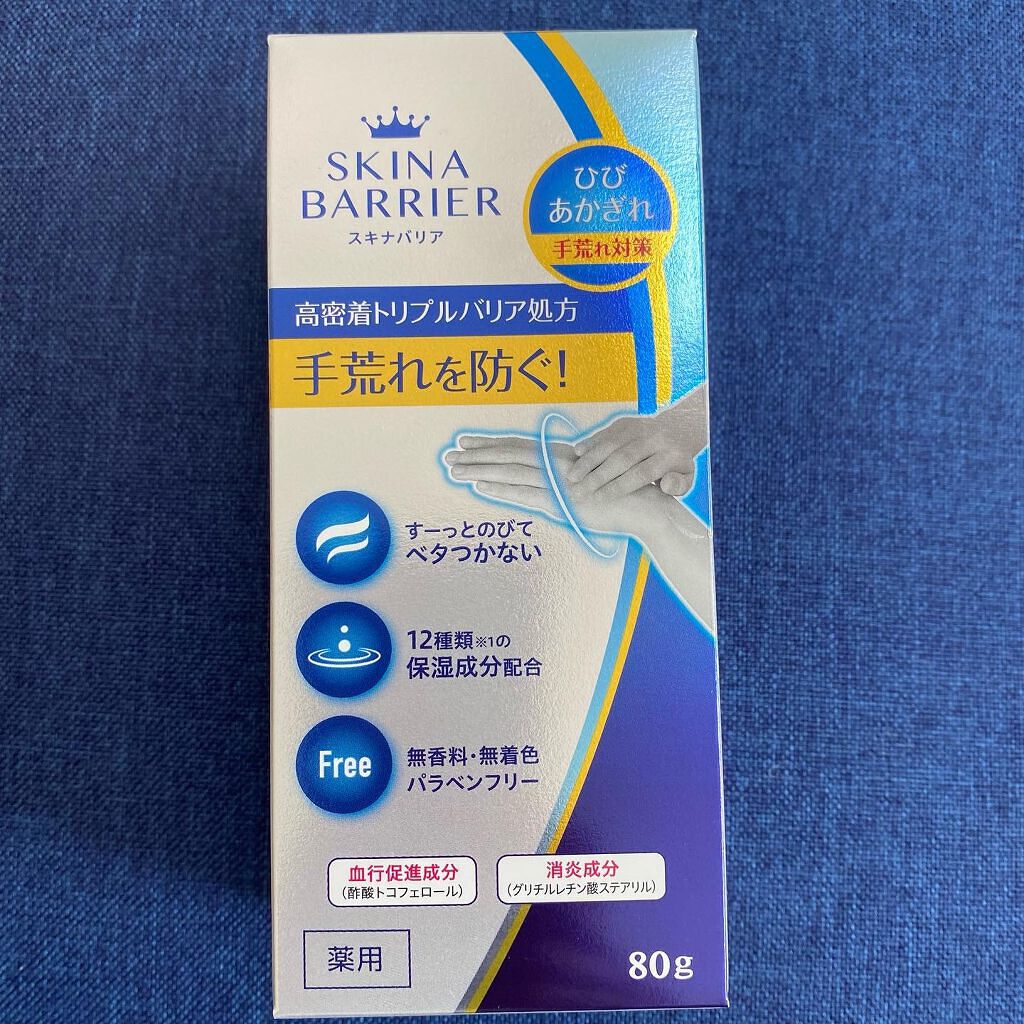 SKINA
BARRIER
スキナバリア
ひび
あかぎれ
手荒れ対策
高密着トリプルバリア処方
手荒れを防ぐ!
すーっとのびて
ベタつかない
12種類※1の
保湿成分配合
Free
無香料・無着色
パラベンフリー
血行促進成分
(酢酸トコフェロール)
消炎成分
(グリチルレチン酸ステアリル)
薬用
80g